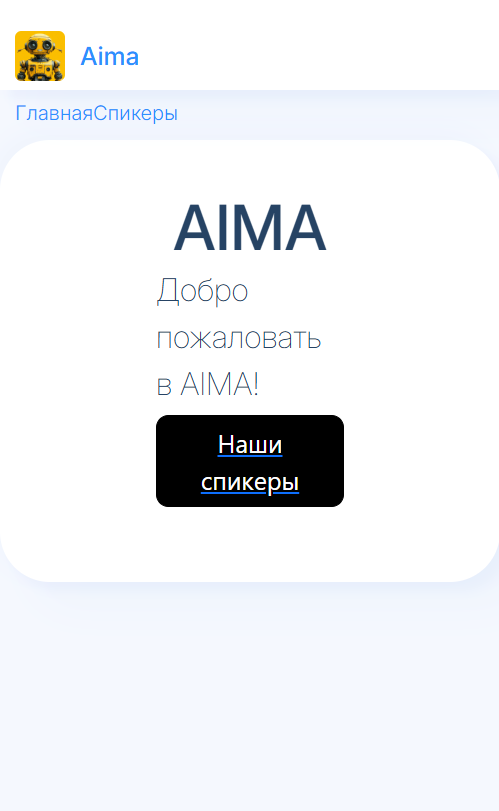 Aima
ГлавнаяСпикеры
AIMA
Добро
пожаловать
в AIMA!
Наши
спикеры